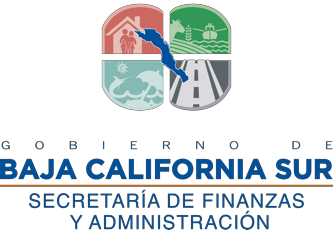 GOBIERNO DE
BAJA CALIFORNIA SUR
SECRETARÍA DE FINANZAS
Y ADMINISTRACIÓN